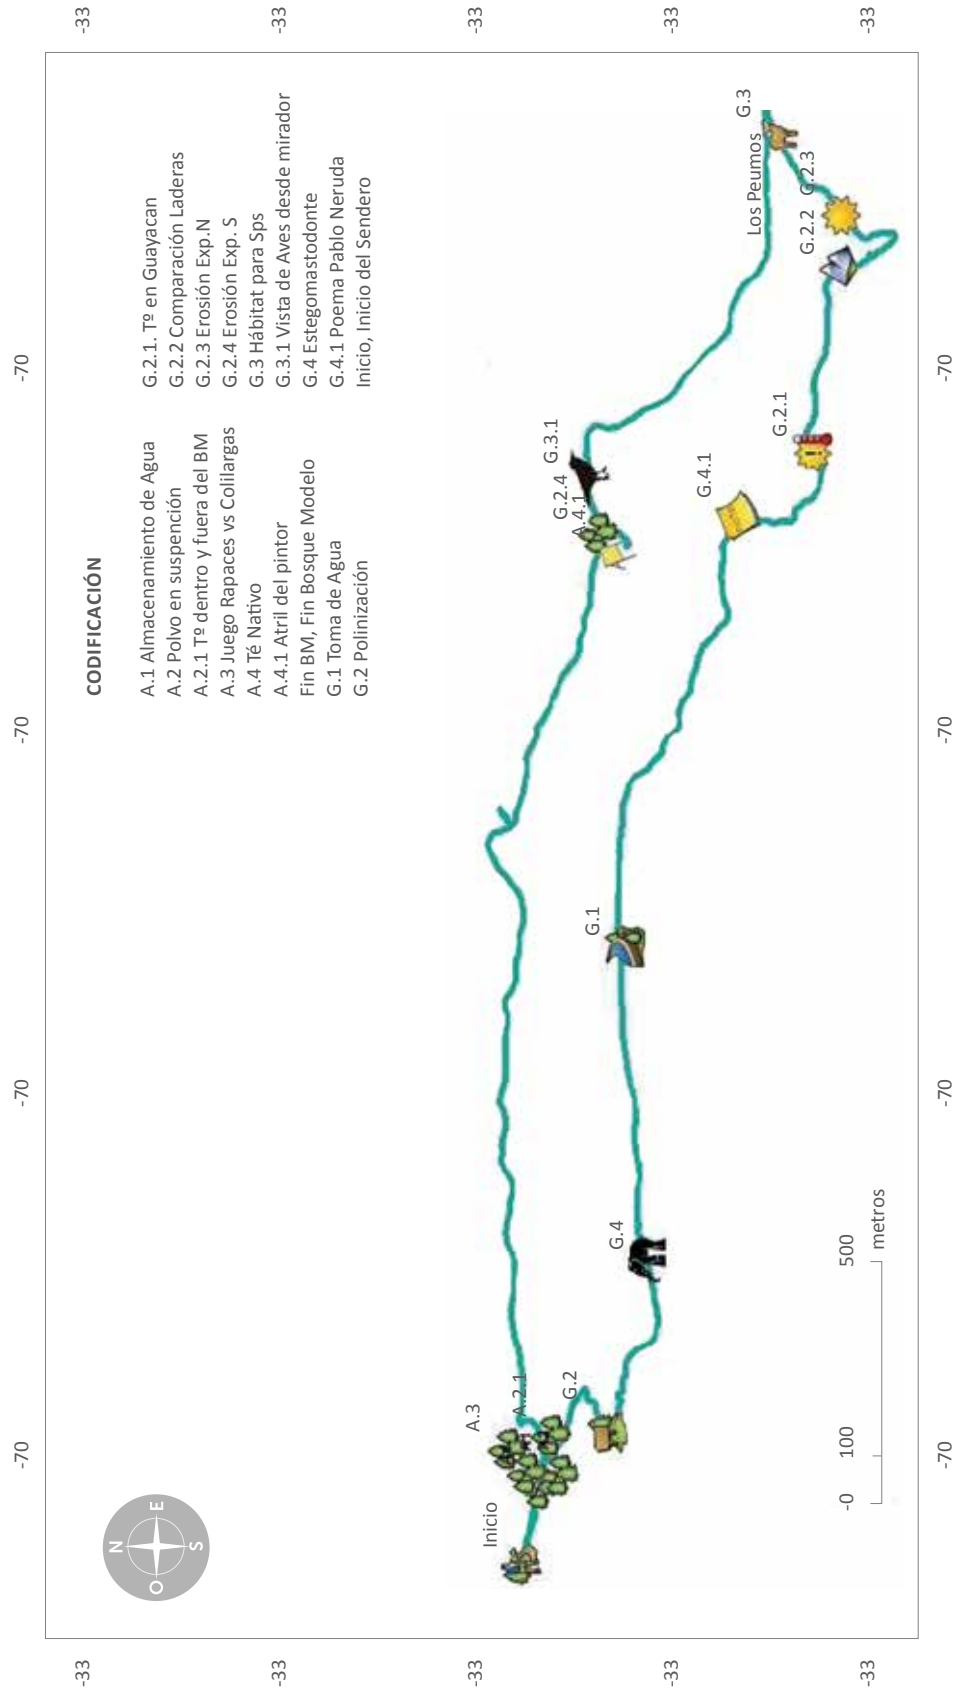 -70 -70 -70 -70
-33 -33
N
O E
S
CODIFICACIÓN
A.1 Almacenamiento de Agua
A.2 Polvo en suspención
A.2.1 Tº dentro y fuera del BM
A.3 Juego Rapaces vs Colilargas
A.4 Té Nativo
A.4.1 Atril del pintor
Fin BM, Fin Bosque Modelo
G.1 Toma de Agua
G.2 Polinización
G.2.1. Tº en Guayacan
G.2.2 Comparación Laderas
G.2.3 Erosión Exp.N
G.2.4 Erosión Exp. S
G.3 Hábitat para Sps
G.3.1 Vista de Aves desde mirador
G.4 Estegomastodonte
G.4.1 Poema Pablo Neruda
Inicio, Inicio del Sendero
-33 -33
-33 -33
Inicio
A.3
A.2.1
G.2
G.4
G.1
G.3.1
G.2.4
A.4.1
G.4.1
G.2.1
Los Peumos
G.3
G.2.2
G.2.3
-33 -33
-0 100 500
metros
-33 -33
-70 -70 -70 -70